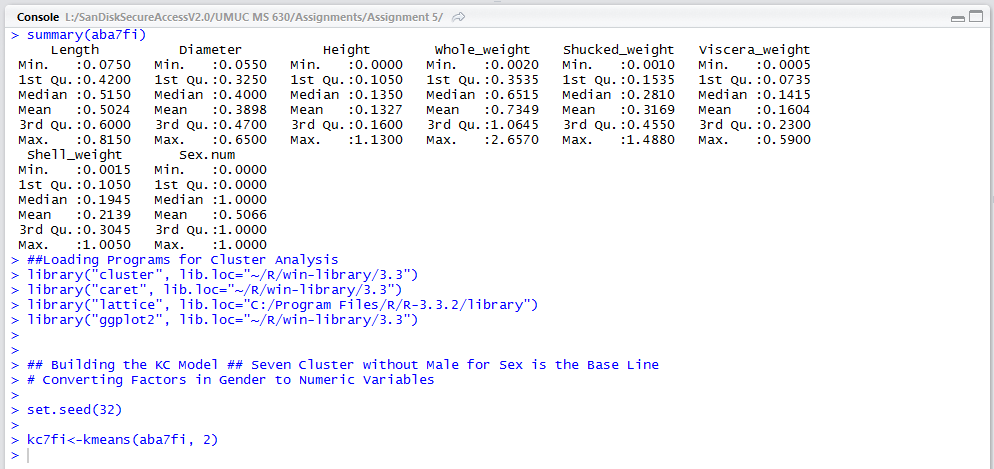 Console L:/SanDiskSecureAccessV2.0/UMUC MS 630/Assignments/Assignment 5/
> summary(aba7fi)
Length Diameter Height Whole_weight Shucked_weight Viscera_weight
Min. :0.0750 Min. :0.0550 Min. :0.0000 Min. :0.0020 Min. :0.0010 Min. :0.0005
1st Qu.:0.4200 1st Qu.:0.3250 1st Qu.:0.1050 1st Qu.:0.3535 1st Qu.:0.1535 1st Qu.:0.0735
Median :0.5150 Median :0.4000 Median :0.1350 Median :0.6515 Median :0.2810 Median :0.1415
Mean :0.5024 Mean :0.3898 Mean :0.1327 Mean :0.7349 Mean :0.3169 Mean :0.1604
3rd Qu.:0.6000 3rd Qu.:0.4700 3rd Qu.:0.1600 3rd Qu.:1.0645 3rd Qu.:0.4550 3rd Qu.:0.2300
Max. :0.8150 Max. :0.6500 Max. :1.1300 Max. :2.6570 Max. :1.4880 Max. :0.5900
Shell_weight Sex.num
Min. :0.0015 Min. :0.0000
1st Qu.:0.1050 1st Qu.:0.0000
Median :0.1945 Median :1.0000
Mean :0.2139 Mean :0.5066
3rd Qu.:0.3045 3rd Qu.:1.0000
Max. :1.0050 Max. :1.0000
> ##Loading Programs for Cluster Analysis
> library("cluster", lib.loc="~/R/win-library/3.3")
> library("caret", lib.loc="~/R/win-library/3.3")
> library("lattice", lib.loc="C:/Program Files/R/R-3.3.2/library")
> library("ggplot2", lib.loc="~/R/win-library/3.3")
>
>
> ## Building the KC Model ## Seven Cluster without Male for Sex is the Base Line
> # Converting Factors in Gender to Numeric Variables
>
> set.seed(32)
>
> kc7fi<-kmeans(aba7fi, 2)
>